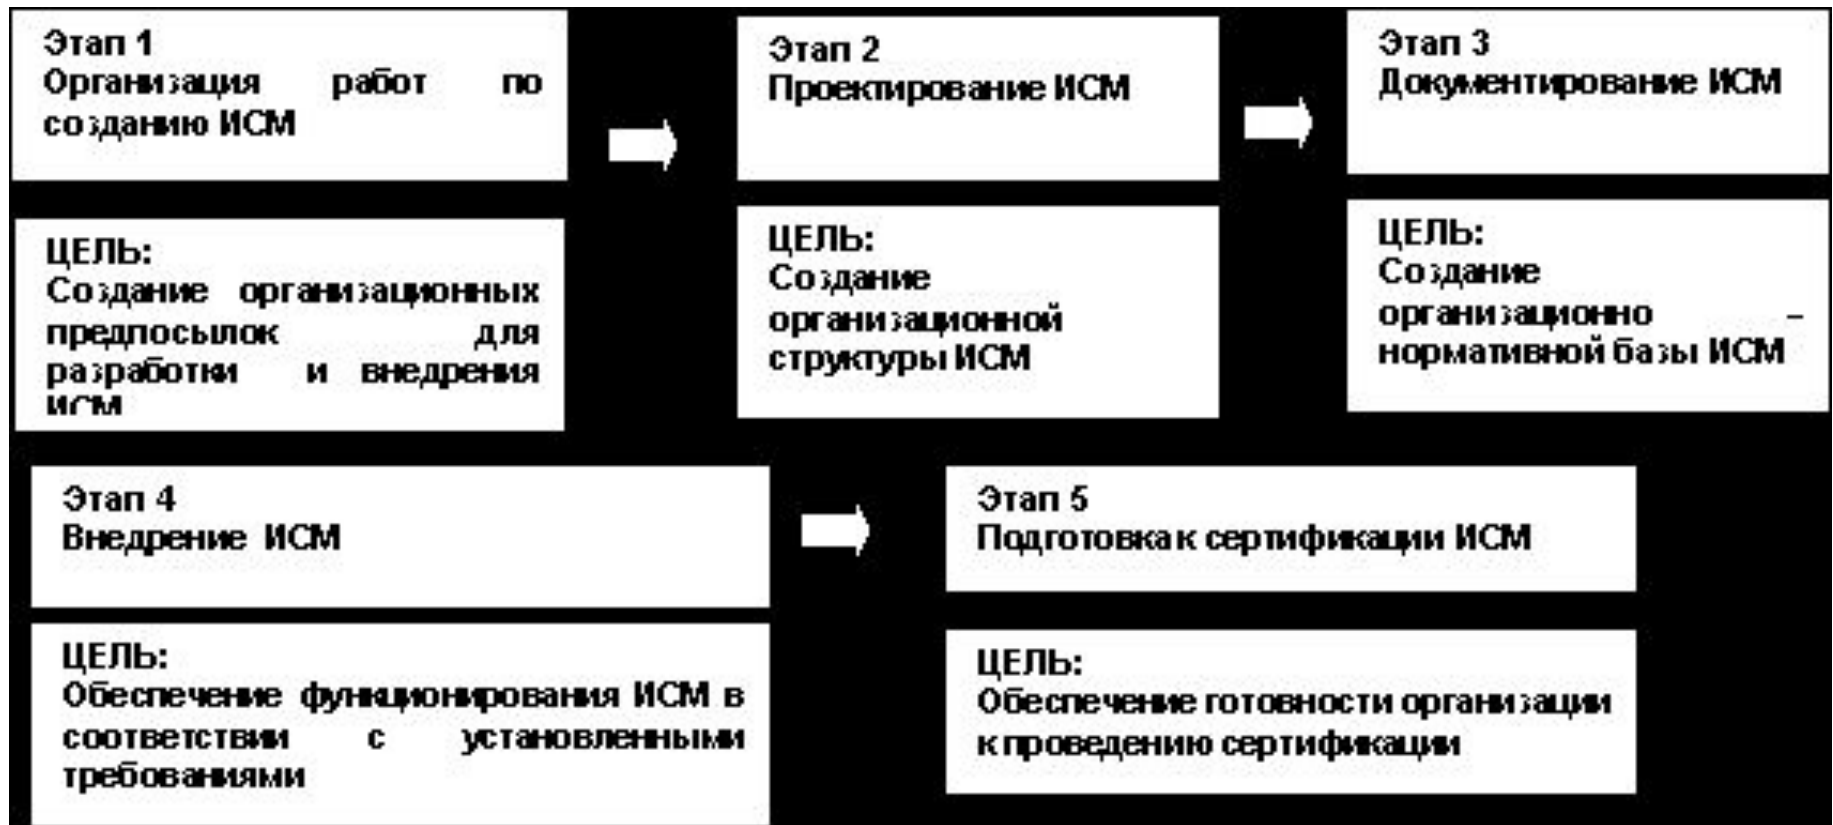 Этап 1
Организация работ по
созданию ИСМ
Этап 2
Проектирование ИСМ
Этап 3
Документирование ИСМ
ЦЕЛЬ:
Создание организационных
предпосылок для
разработки и внедрения
ИСМ
ЦЕЛЬ:
Создание
организационной
структуры ИСМ
ЦЕЛЬ:
Создание
организационно –
нормативной базы ИСМ
Этап 4
Внедрение ИСМ
Этап 5
Подготовка к сертификации ИСМ
ЦЕЛЬ:
Обеспечение функционирования ИСМ в
соответствии с установленными
требованиями
ЦЕЛЬ:
Обеспечение готовности организации
к проведению сертификации